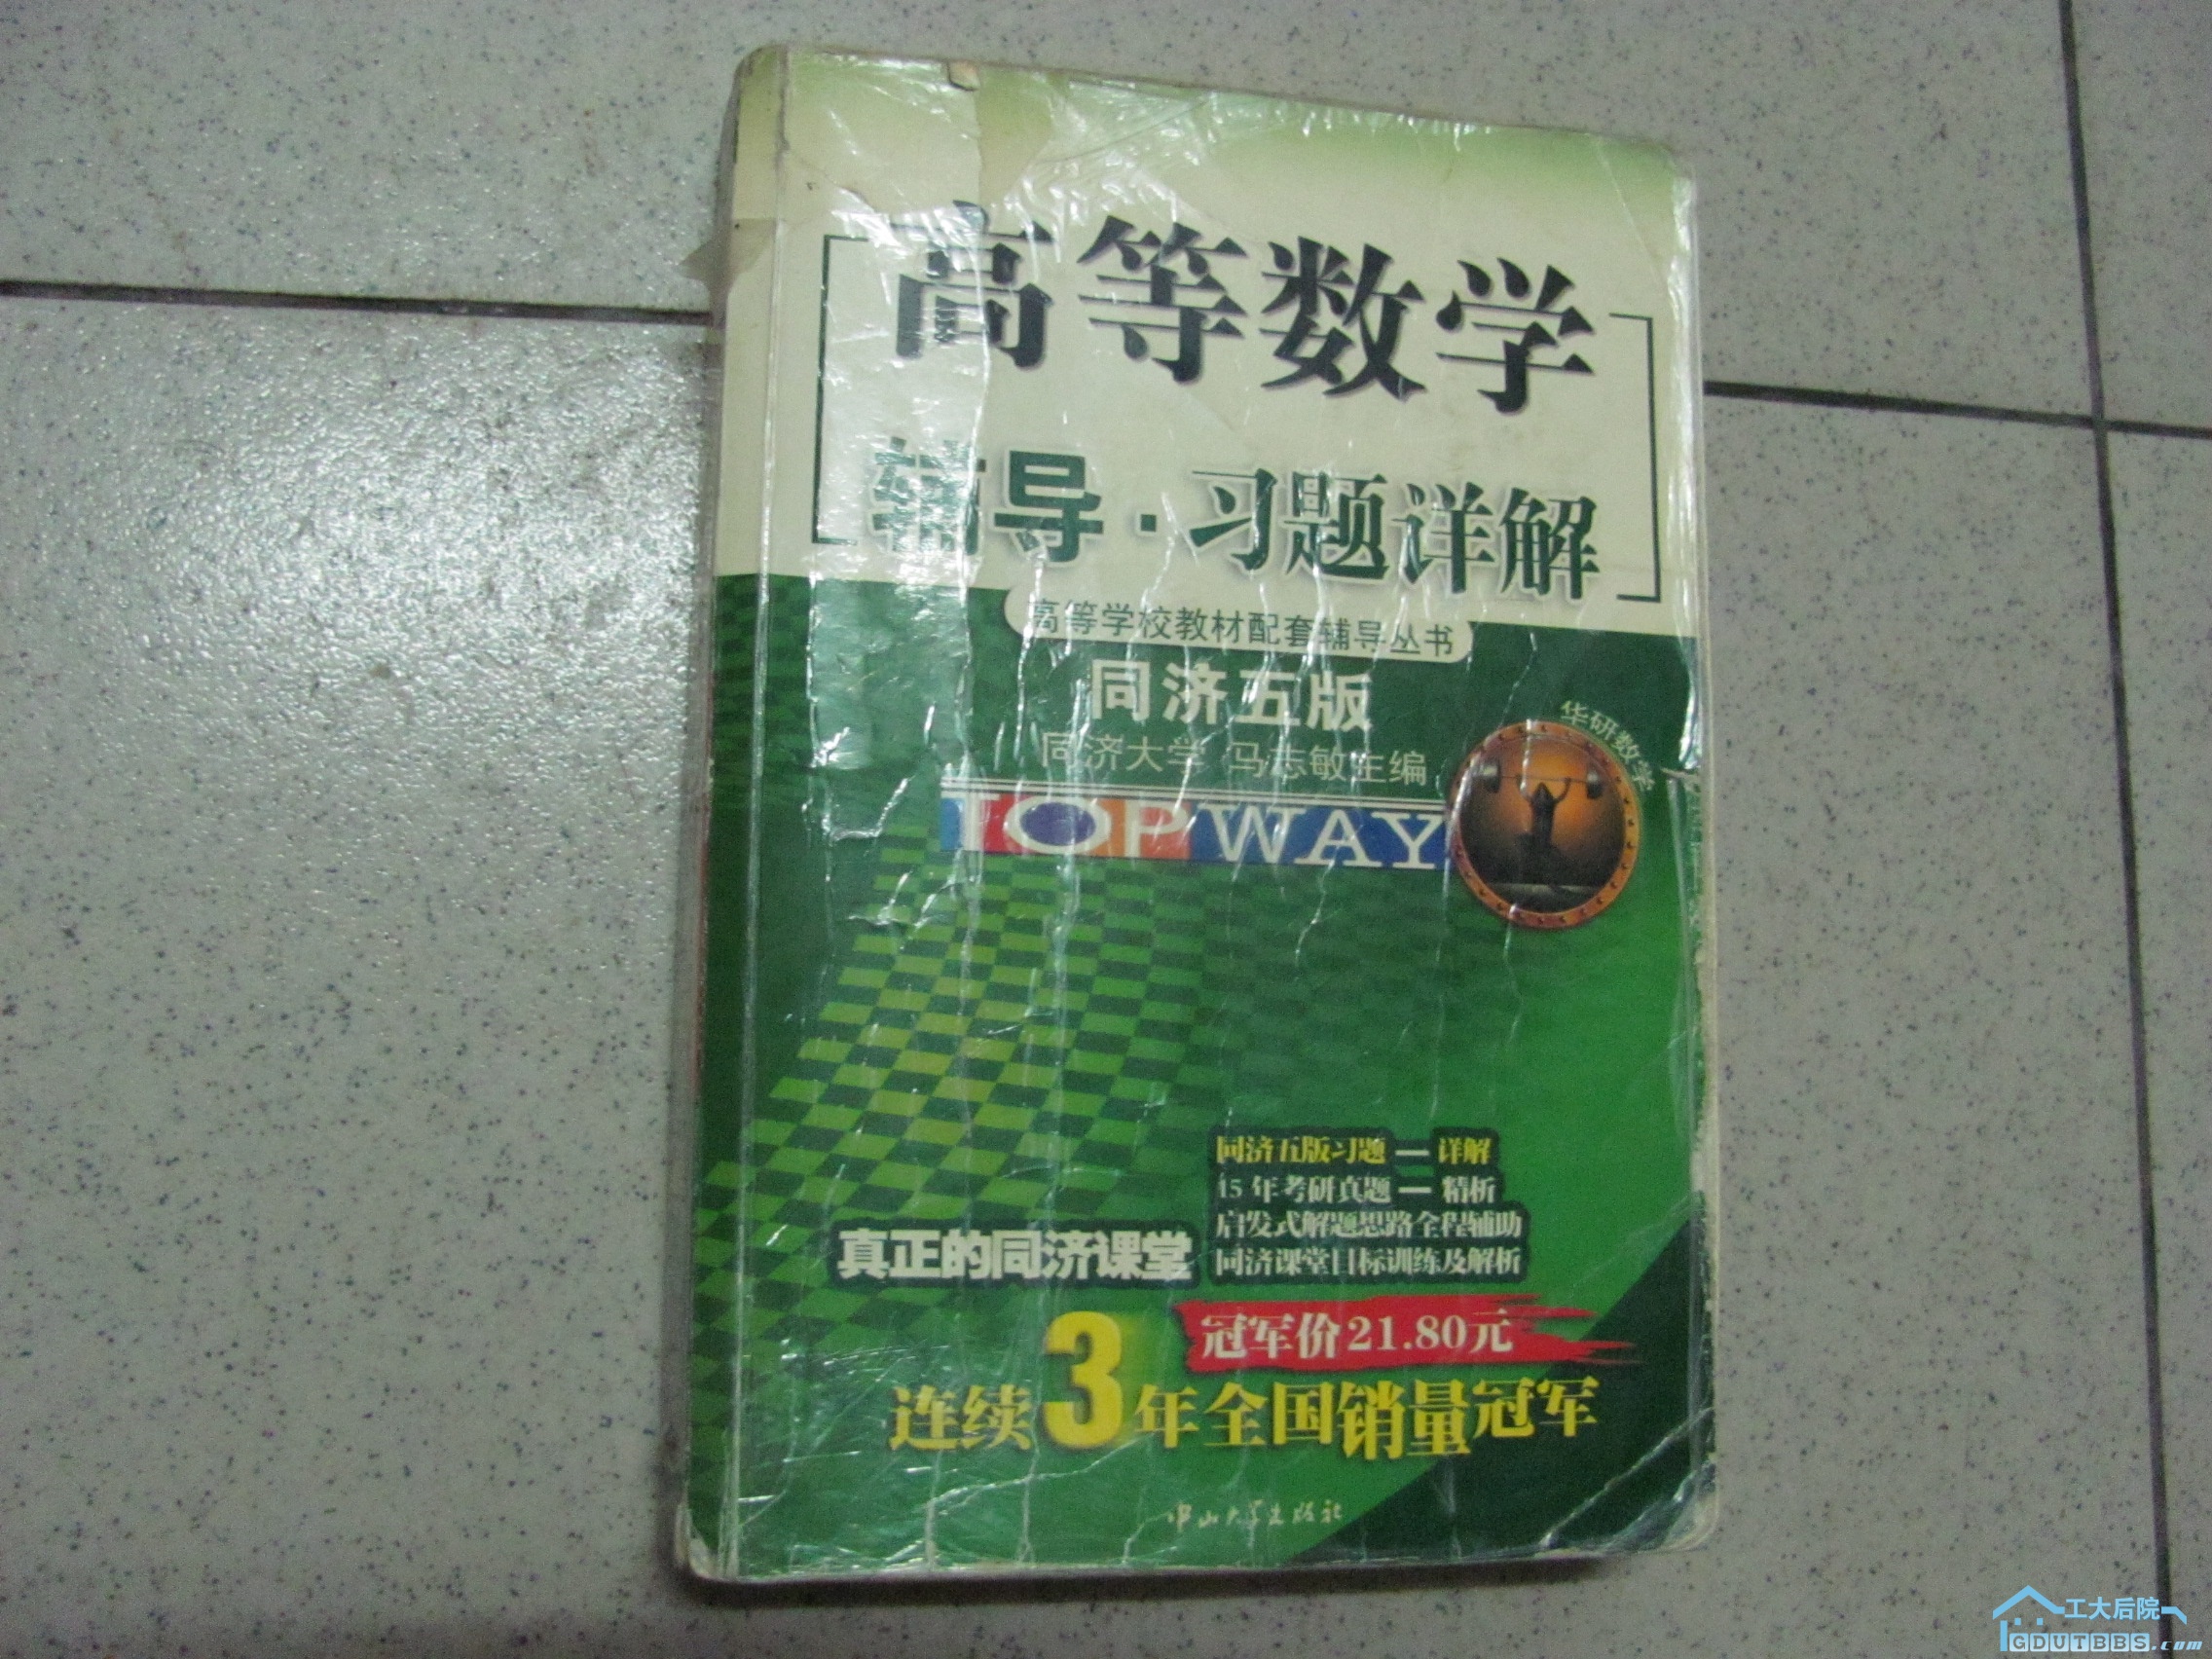 高等数学
辅导·习题详解
高等学校教材配套辅导丛书
同济五版
同济大学 马志敏主编
华研数学
TOPWAY
同济五版习题—详解
15年考研真题—精析
启发式解题思路全程辅助
同济课堂目标训练及解析
真正的同济课堂
冠军价21.80元
连续3年全国销量冠军
中山大学出版社
工大后院
GDUTBBS.com